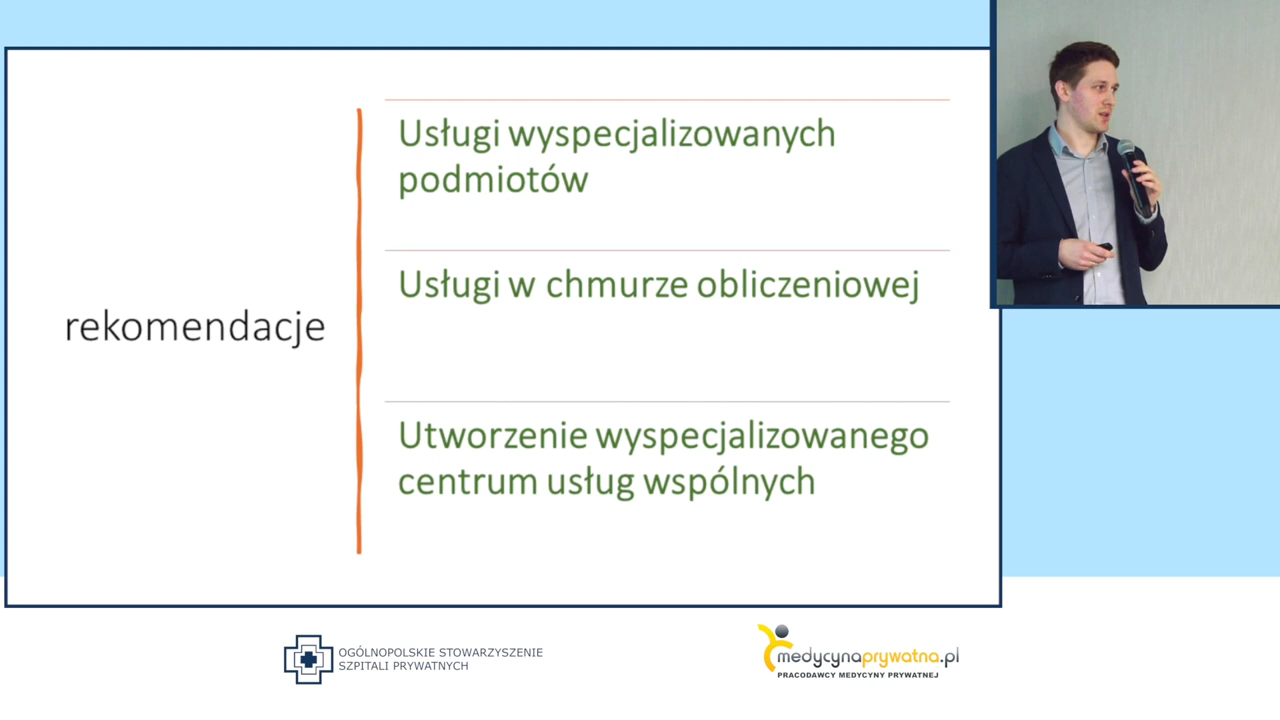 rekomendacje
Usługi wyspecjalizowanych
podmiotów
Usługi w chmurze obliczeniowej
Utworzenie wyspecjalizowanego
centrum usług wspólnych
OGÓLNOPOLSKIE STOWARZYSZENIE
SZPITALI PRYWATNYCH
medycynaprywatna.pl
PRACODAWCY MEDYCYNY PRYWATNEJ